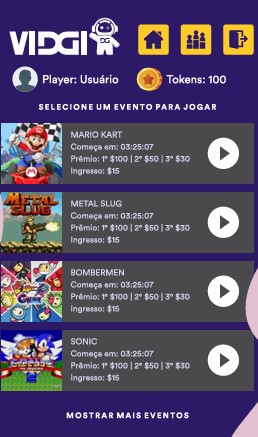 VIDGI
DG
Player: Usuário
Tokens: 100
SELECIONE UM EVENTO PARA JOGAR
MARIO KART
Começa em: 03:25:07
Prêmio: 1º $100 | 2º $50 | 3º $30
Ingresso: $15
METAL SLUG
METAL SLUG
Começa em: 03:25:07
Prêmio: 1º $100 | 2º $50 | 3º $30
Ingresso: $15
BOMBERMEN
Começa em: 03:25:07
Prêmio: 1º $100 | 2º $50 | 3º $30
Ingresso: $15
SONIC
Começa em: 03:25:07
Prêmio: 1º $100 | 2º $50 | 3º $30
Ingresso: $15
MOSTRAR MAIS EVENTOS